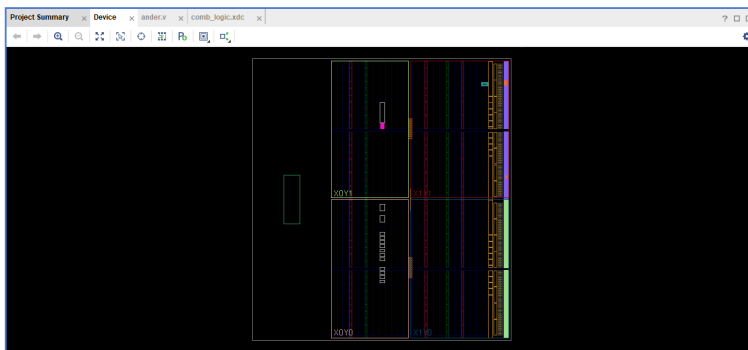 Project Summary × Device × ander.v × comb_logic.xdc ×
X0Y1 X1Y1
X0Y0 X1Y0